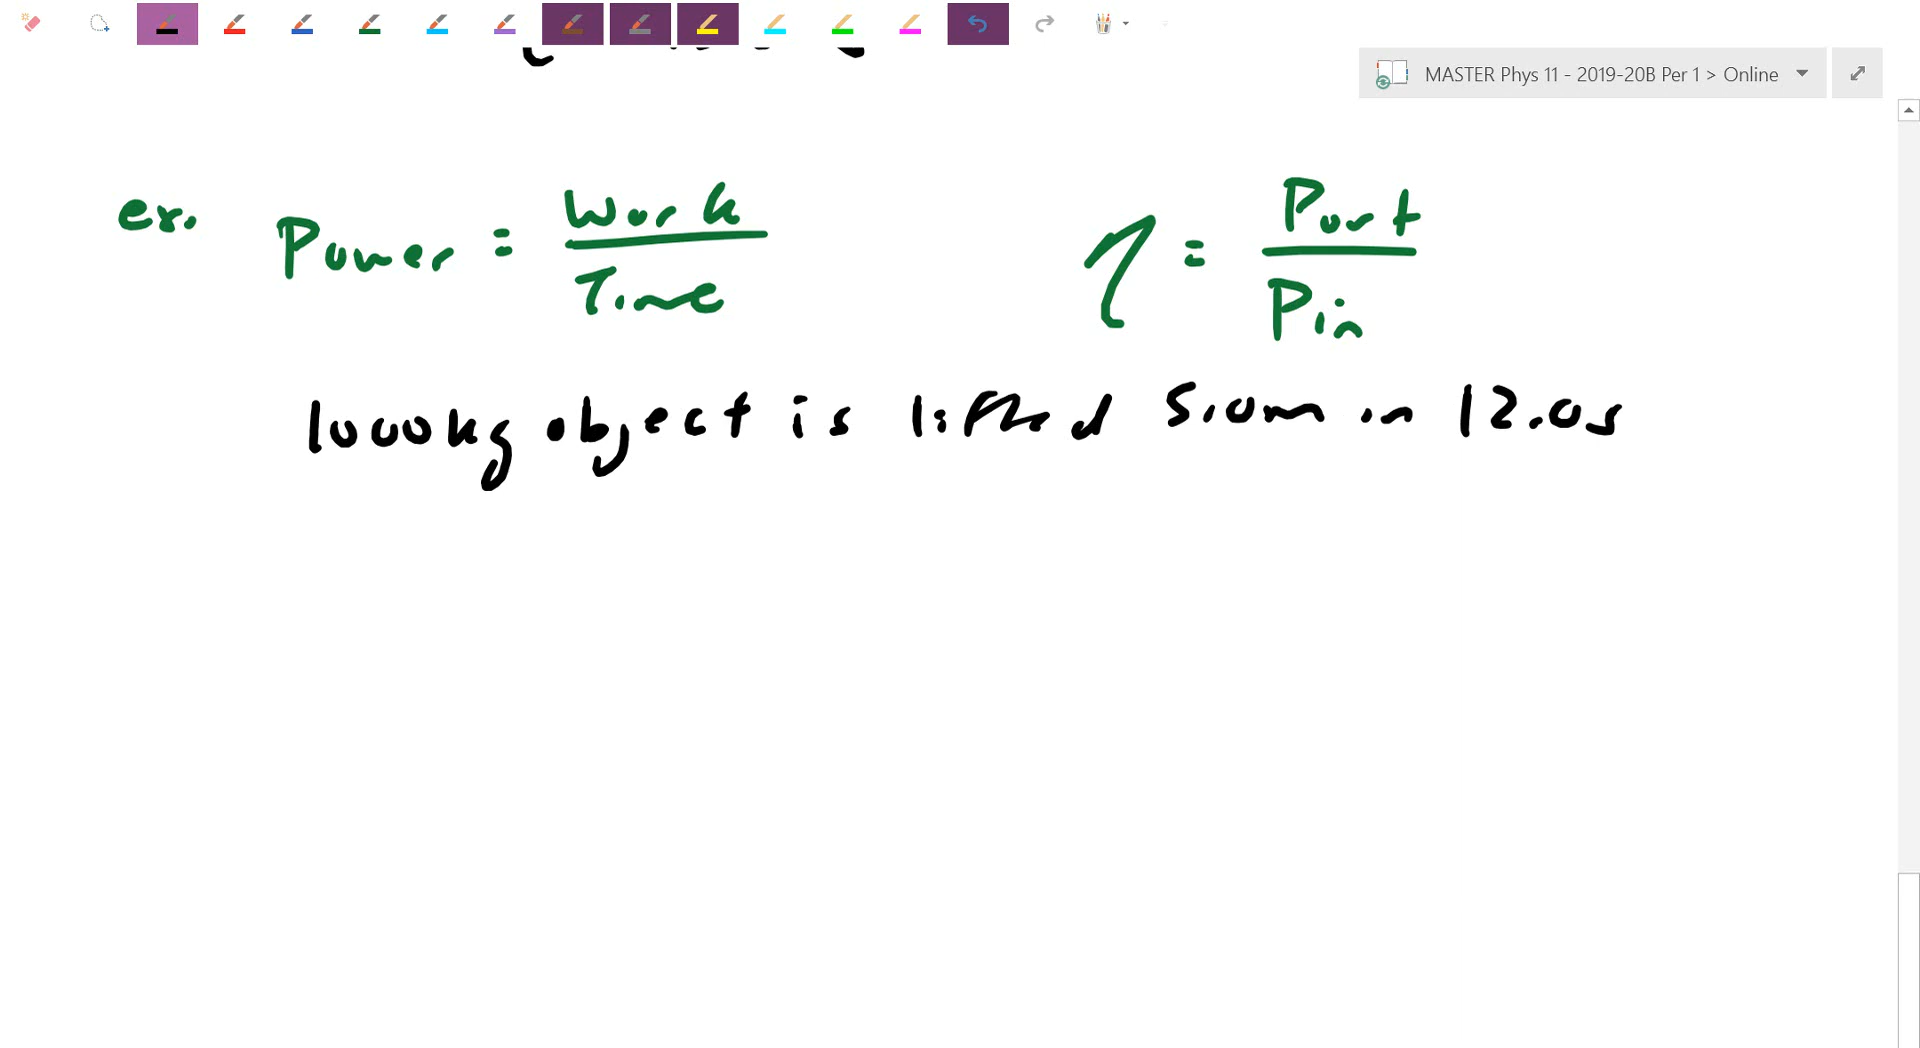 MASTER Phys 11 - 2019-20B Per 1 > Online
ex. Power = Work / Time
η = Pout / Pin
1000kg object is lifted 5.0m in 12.0s